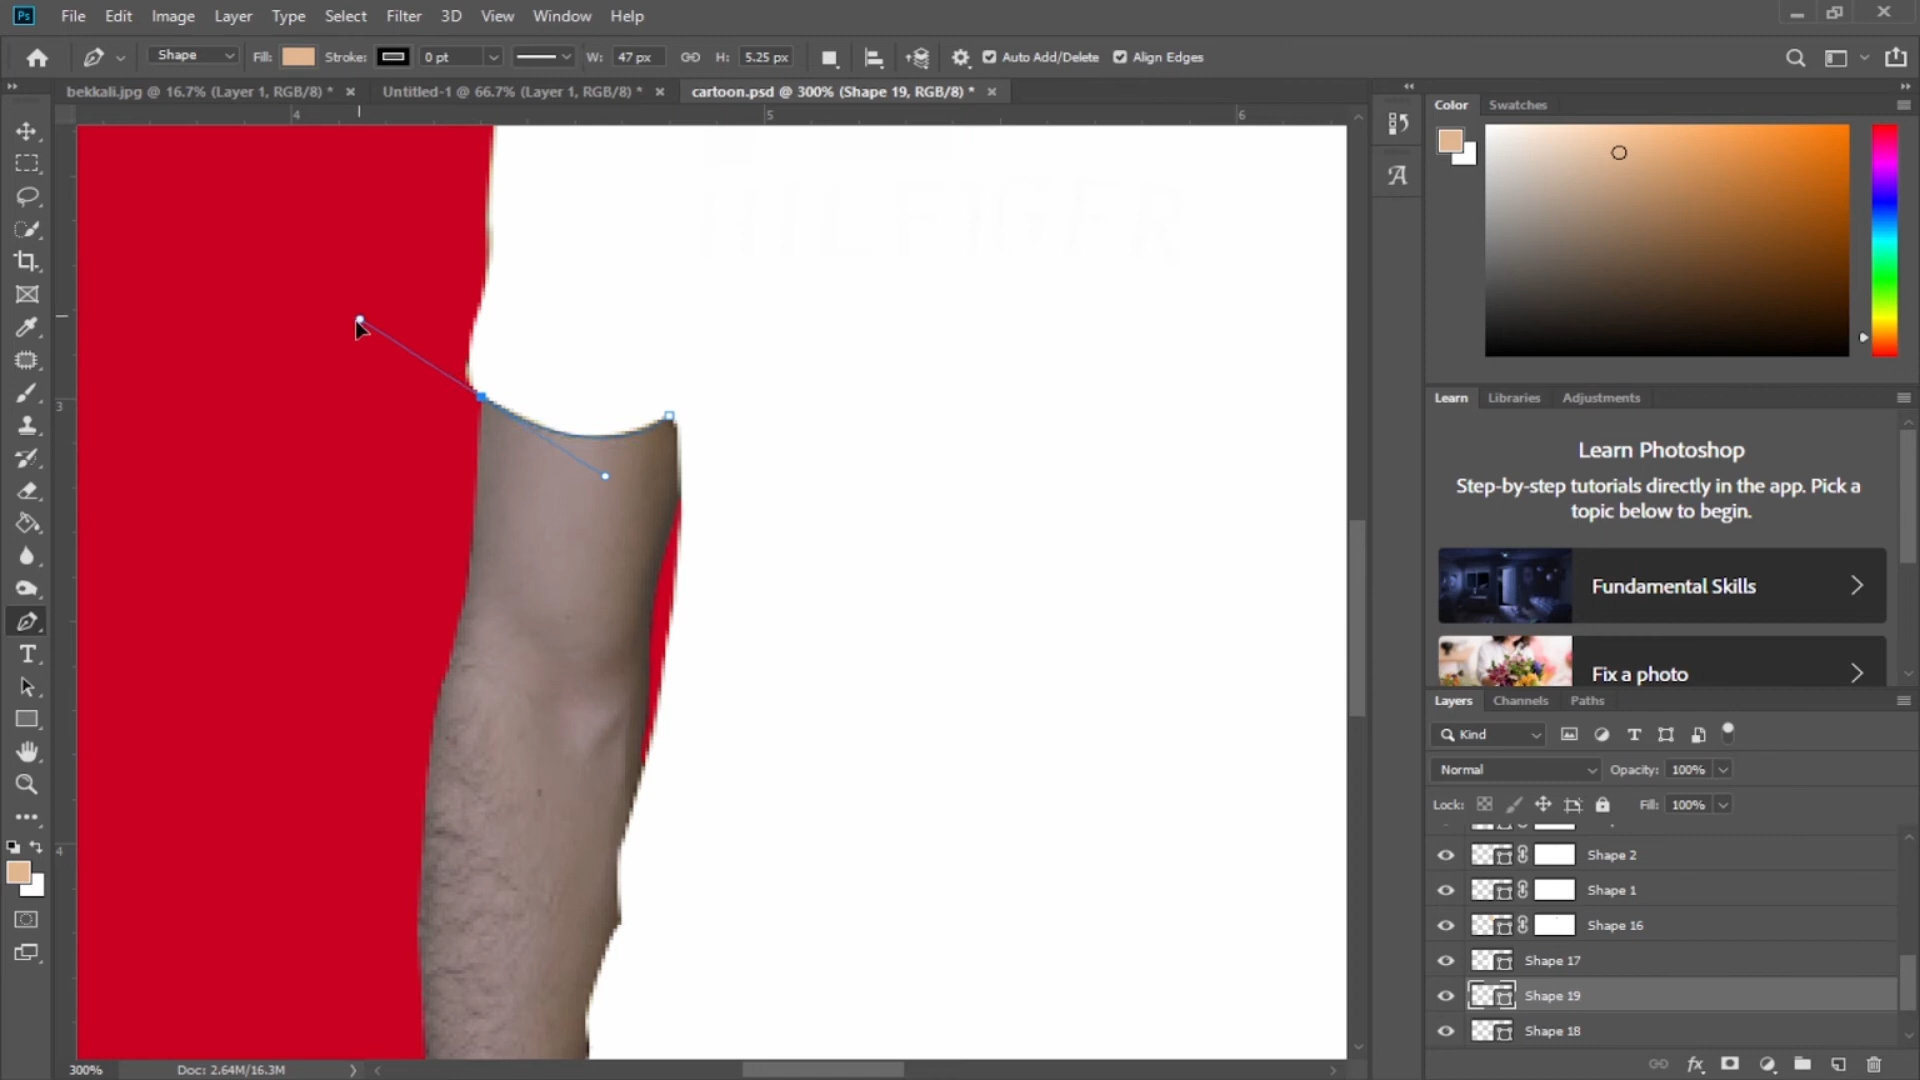 Ps File Edit Image Layer Type Select Filter 3D View Window Help
Shape Fill: Stroke: 0 pt W: 47 px H: 5.25 px Auto Add/Delete Align Edges
bekkali.jpg @ 16.7% (Layer 1, RGB/8) * Untitled-1 @ 66.7% (Layer 1, RGB/8) * cartoon.psd @ 300% (Shape 19, RGB/8) *
4 5 6
3
4
Color Swatches
Learn Libraries Adjustments
Learn Photoshop
Step-by-step tutorials directly in the app. Pick a
topic below to begin.
Fundamental Skills
Fix a photo
Layers Channels Paths
Kind
Normal Opacity: 100%
Lock: Fill: 100%
Shape 2
Shape 1
Shape 16
Shape 17
Shape 19
Shape 18
300% Doc: 2.64M/16.3M